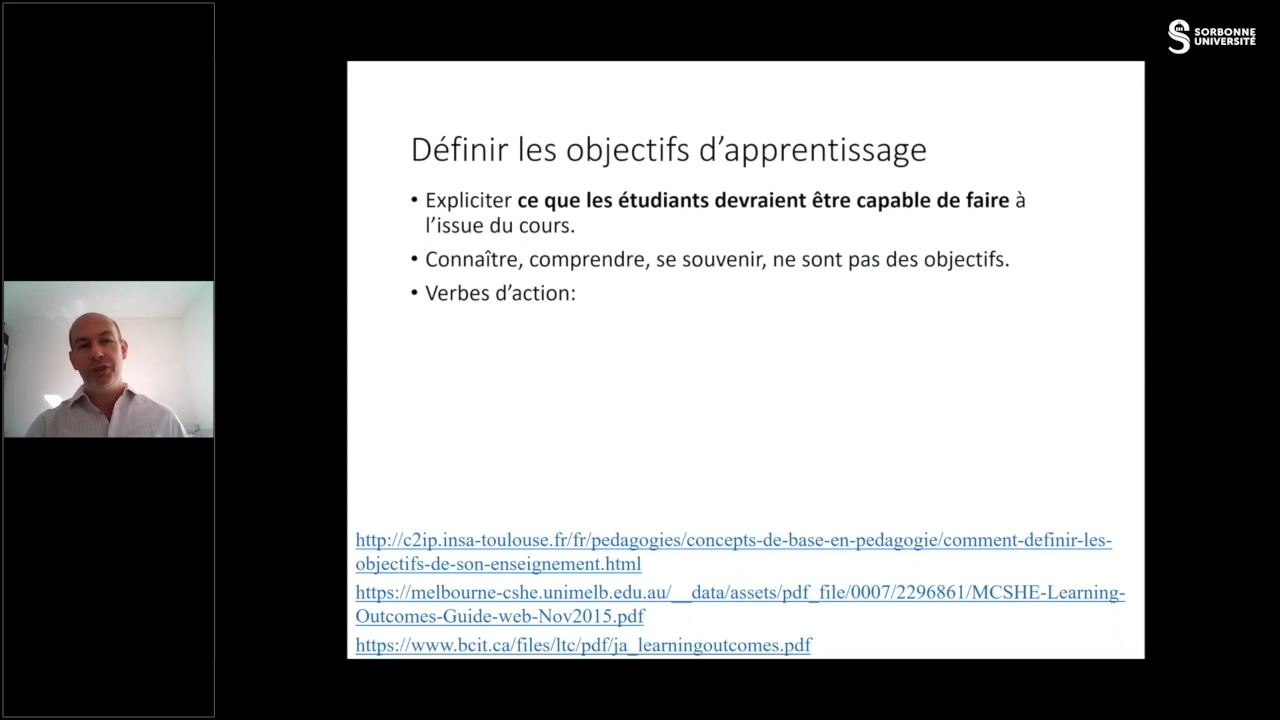 SORBONNE
UNIVERSITÉ
Définir les objectifs d’apprentissage
• Expliciter ce que les étudiants devraient être capable de faire à
l’issue du cours.
• Connaître, comprendre, se souvenir, ne sont pas des objectifs.
• Verbes d’action:
http://c2ip.insa-toulouse.fr/fr/pedagogies/concepts-de-base-en-pedagogie/comment-definir-les-
objectifs-de-son-enseignement.html
https://melbourne-cshe.unimelb.edu.au/__data/assets/pdf_file/0007/2296861/MCSHE-Learning-
Outcomes-Guide-web-Nov2015.pdf
https://www.bcit.ca/files/ltc/pdf/ja_learningoutcomes.pdf